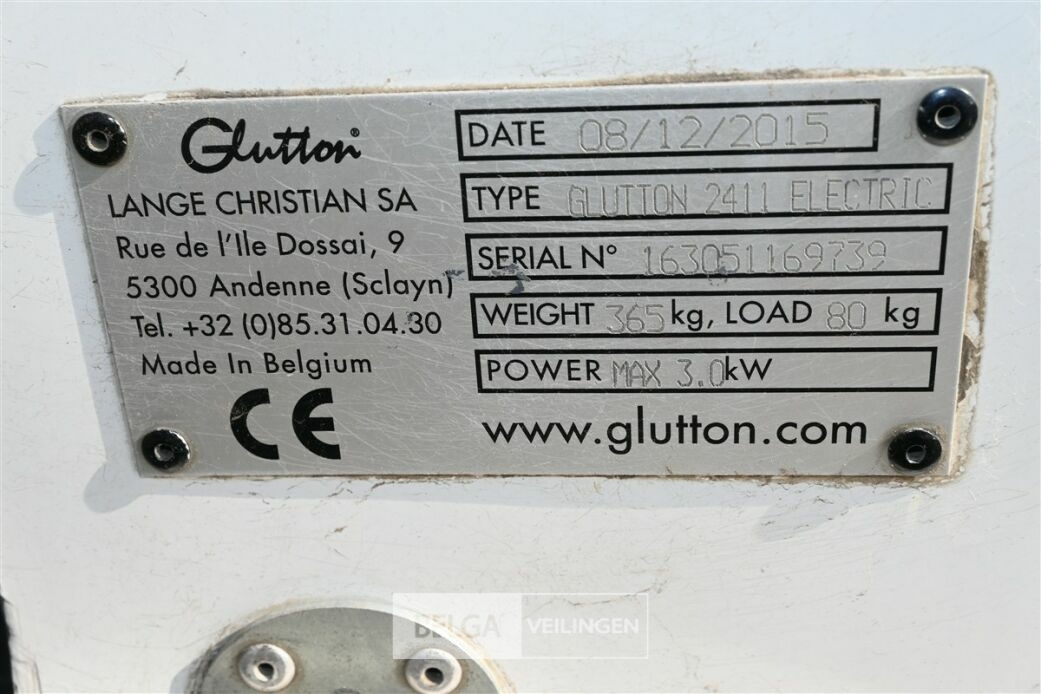 Glutton®
LANGE CHRISTIAN SA
Rue de l'Ile Dossai, 9
5300 Andenne (Sclayn)
Tel. +32 (0)85.31.04.30
Made In Belgium
CE
DATE 08/12/2015
TYPE GLUTTON 2411 ELECTRIC
SERIAL N° 163051169739
WEIGHT 365 kg, LOAD 80 kg
POWER MAX 3.0kW
www.glutton.com
BELGA VEILINGEN